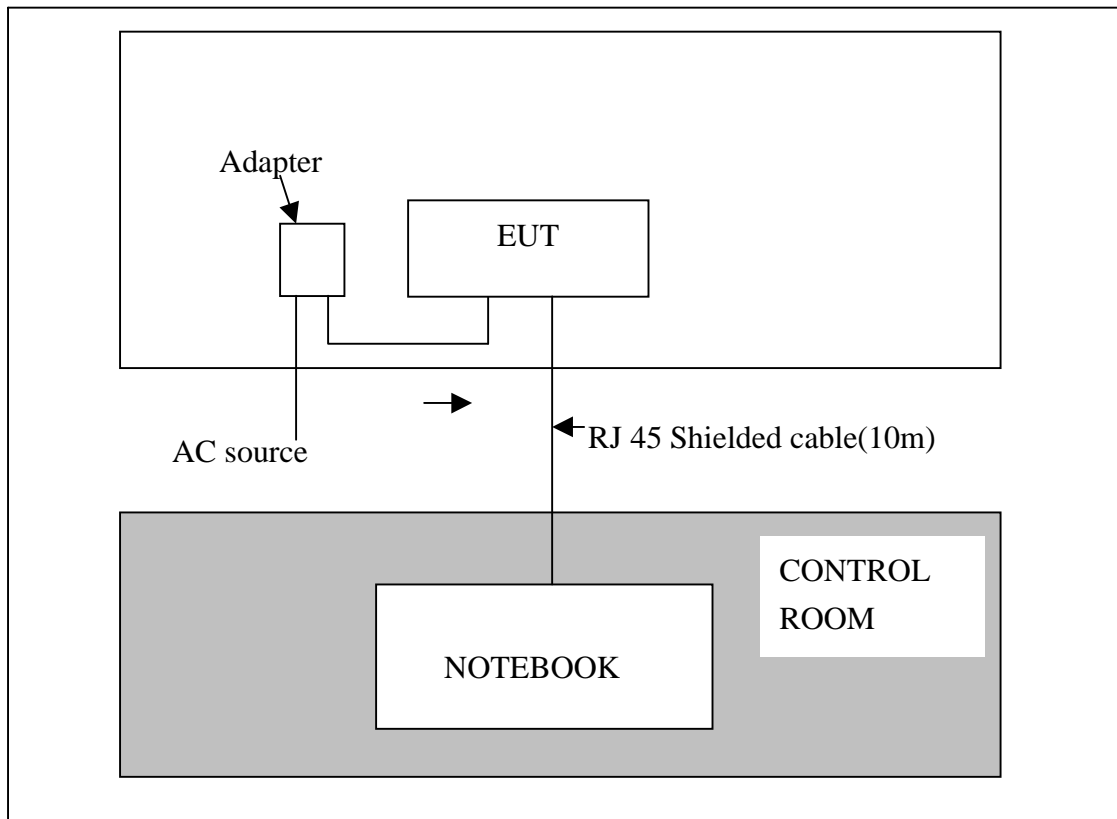 Adapter
EUT
AC source
RJ 45 Shielded cable(10m)
CONTROL
ROOM
NOTEBOOK